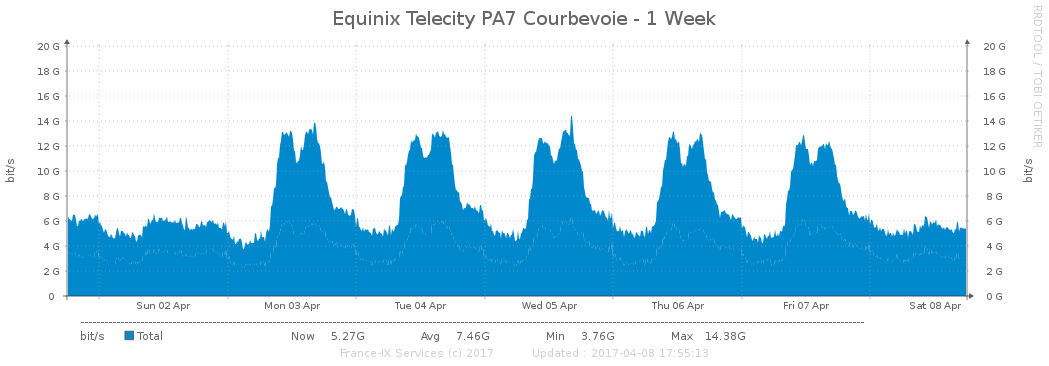 Equinix Telecity PA7 Courbevoie - 1 Week
RRDTOOL / TOBI OETIKER
bit/s
20 G
18 G
16 G
14 G
12 G
10 G
8 G
6 G
4 G
2 G
0
20 G
18 G
16 G
14 G
12 G
10 G
8 G
6 G
4 G
2 G
0 G
bit/s
Sun 02 Apr Mon 03 Apr Tue 04 Apr Wed 05 Apr Thu 06 Apr Fri 07 Apr Sat 08 Apr
bit/s Total Now 5.27G Avg 7.46G Min 3.76G Max 14.38G
France-IX Services (c) 2017 Updated : 2017-04-08 17:55:13